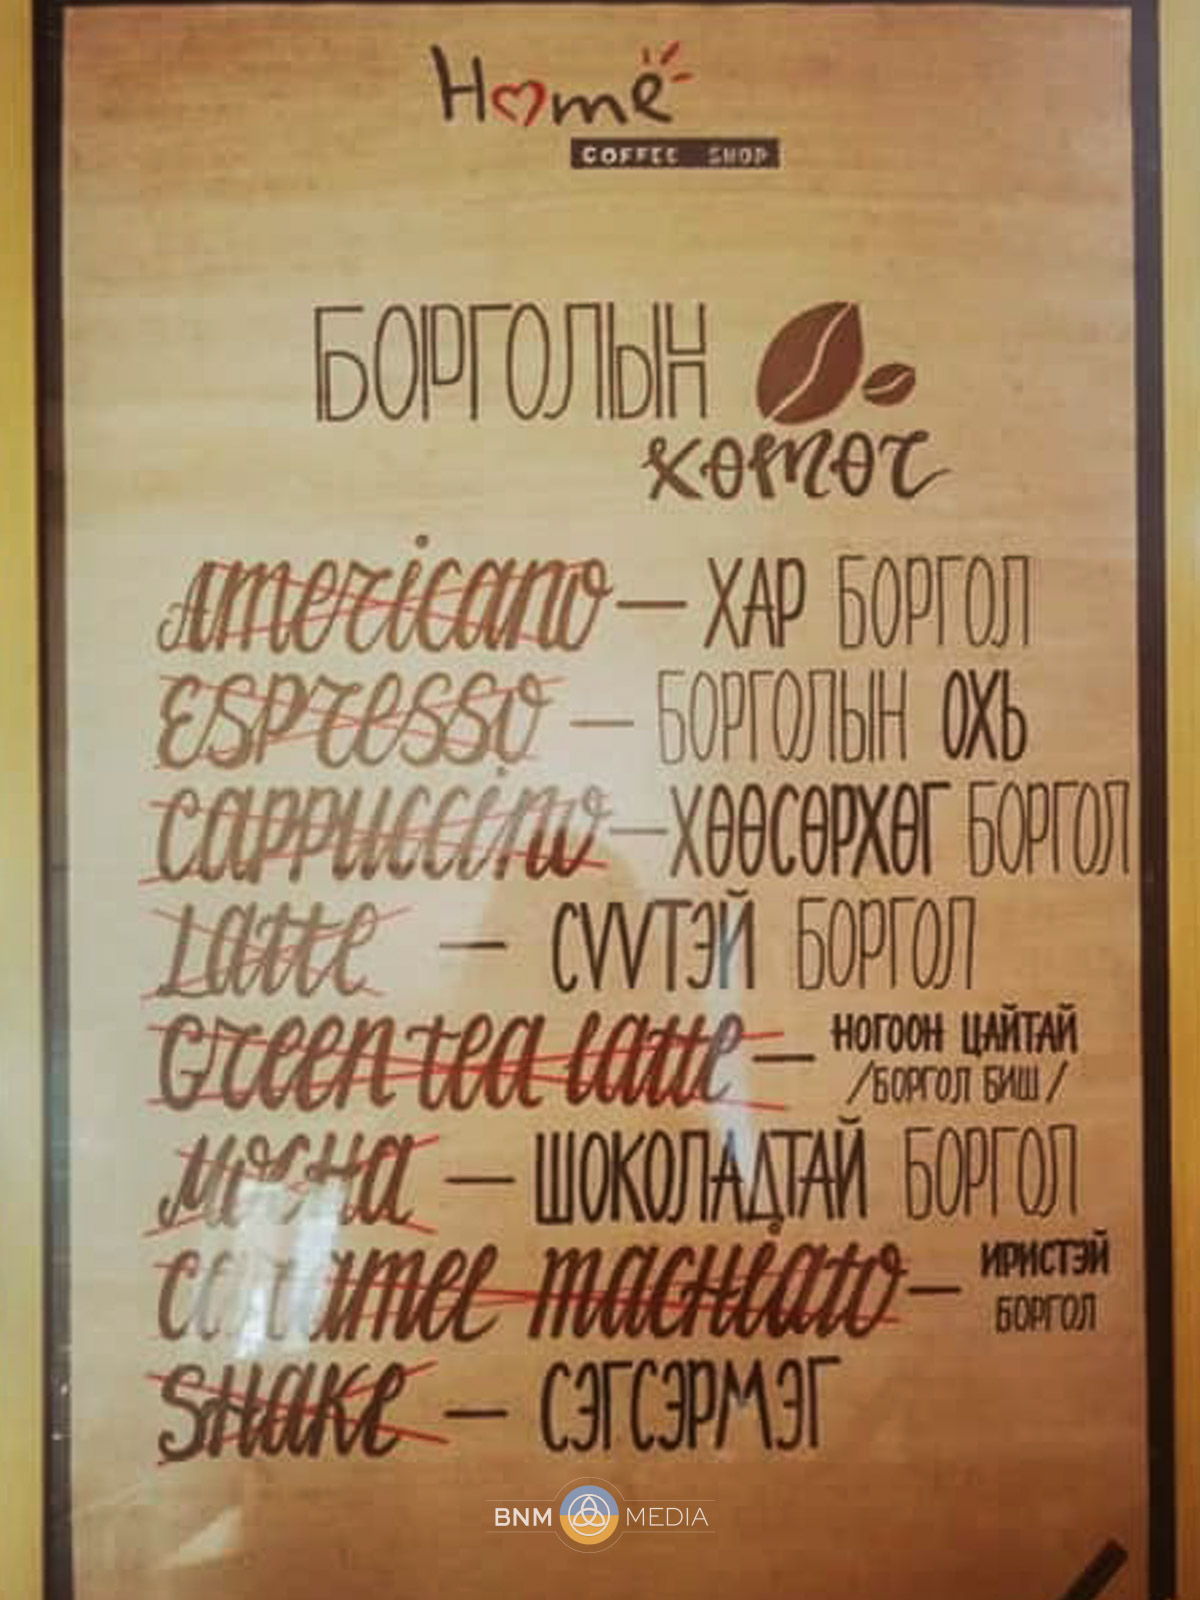 Home
COFFEE SHOP
БОРГОЛЫН
хөтөч
Americano — ХАР БОРГОЛ
Espresso — БОРГОЛЫН ОХЬ
Cappuccino — ХӨӨСӨРХӨГ БОРГОЛ
Latte — СҮҮТЭЙ БОРГОЛ
Green tea latte — НОГООН ЦАЙТАЙ
/БОРГОЛ БИШ/
Mocha — ШОКОЛАДТАЙ БОРГОЛ
Caramel machiato — ИРИСТЭЙ
БОРГОЛ
Shake — СЭГСЭРМЭГ
BNM MEDIA